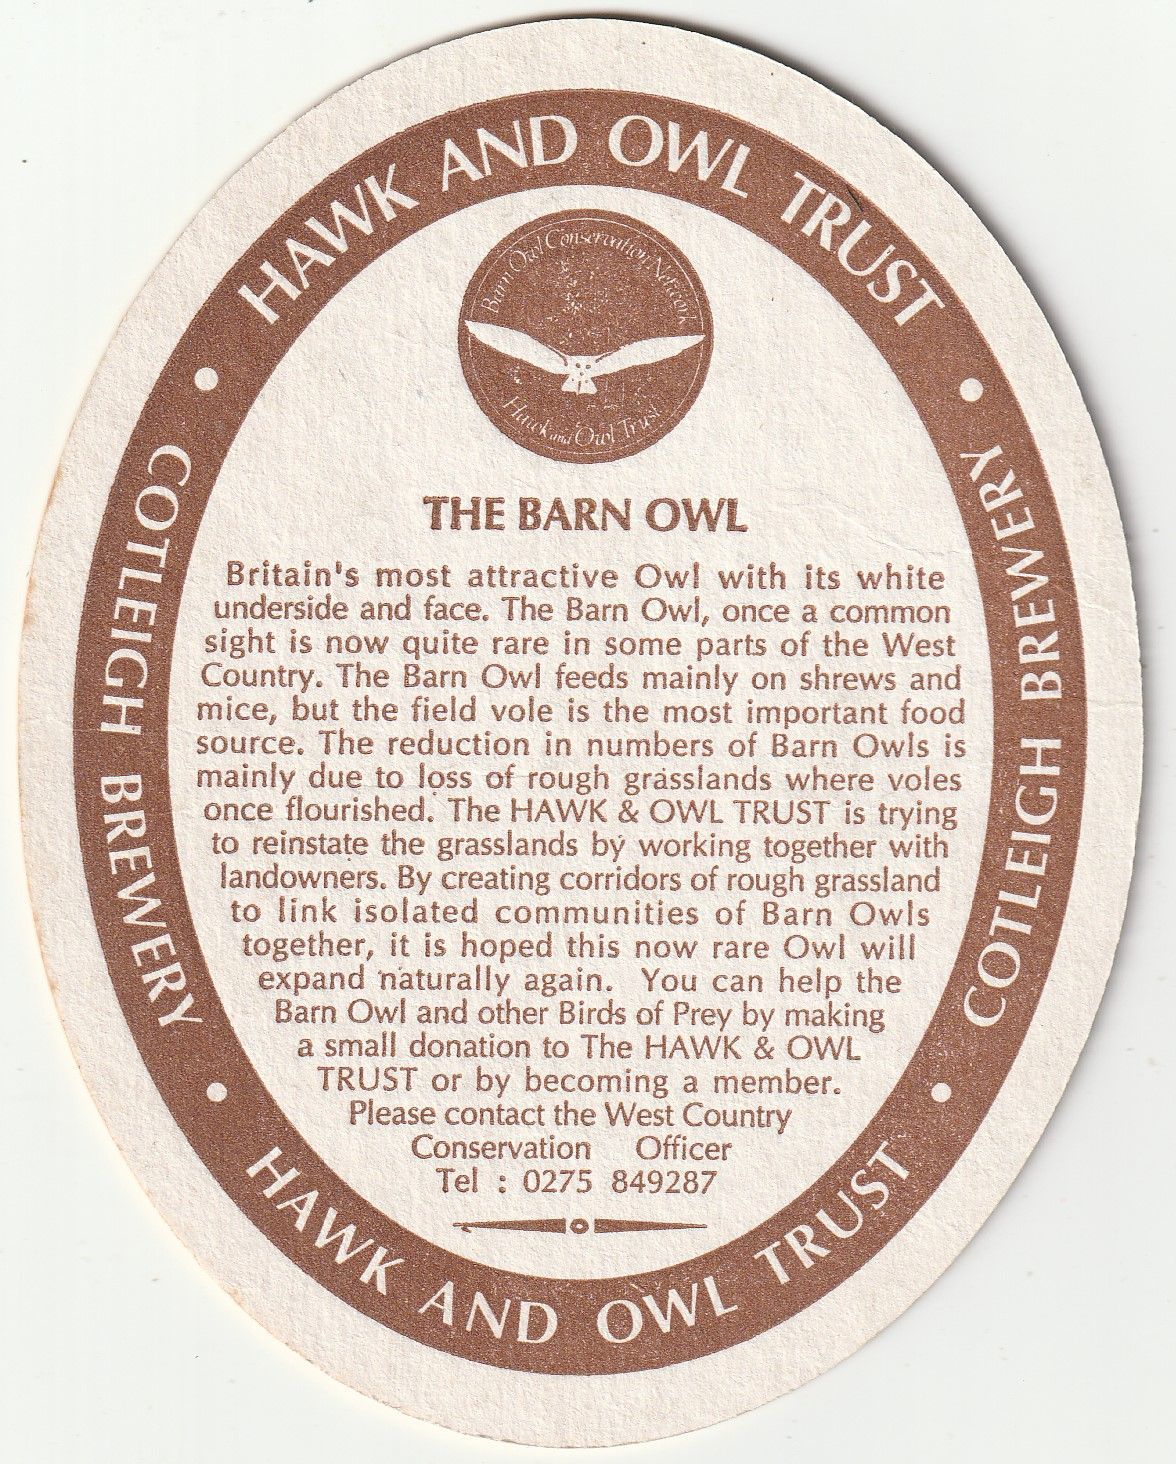 HAWK AND OWL TRUST
Barn Owl Conservation Network
Hawk and Owl Trust
COTLEIGH BREWERY
COTLEIGH BREWERY
THE BARN OWL
Britain's most attractive Owl with its white
underside and face. The Barn Owl, once a common
sight is now quite rare in some parts of the West
Country. The Barn Owl feeds mainly on shrews and
mice, but the field vole is the most important food
source. The reduction in numbers of Barn Owls is
mainly due to loss of rough grasslands where voles
once flourished. The HAWK & OWL TRUST is trying
to reinstate the grasslands by working together with
landowners. By creating corridors of rough grassland
to link isolated communities of Barn Owls
together, it is hoped this now rare Owl will
expand naturally again. You can help the
Barn Owl and other Birds of Prey by making
a small donation to The HAWK & OWL
TRUST or by becoming a member.
Please contact the West Country
Conservation Officer
Tel : 0275 849287
HAWK AND OWL TRUST